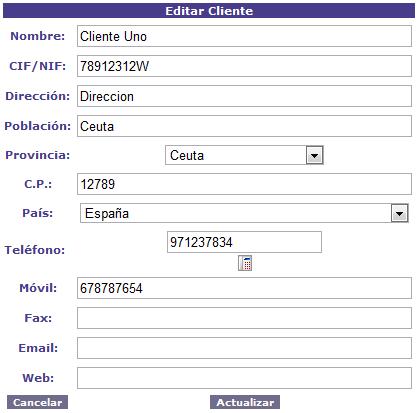 Editar Cliente
Nombre: Cliente Uno
CIF/NIF: 78912312W
Dirección: Direccion
Población: Ceuta
Provincia: Ceuta
C.P.: 12789
País: España
Teléfono: 971237834
Móvil: 678787654
Fax:
Email:
Web:
Cancelar Actualizar